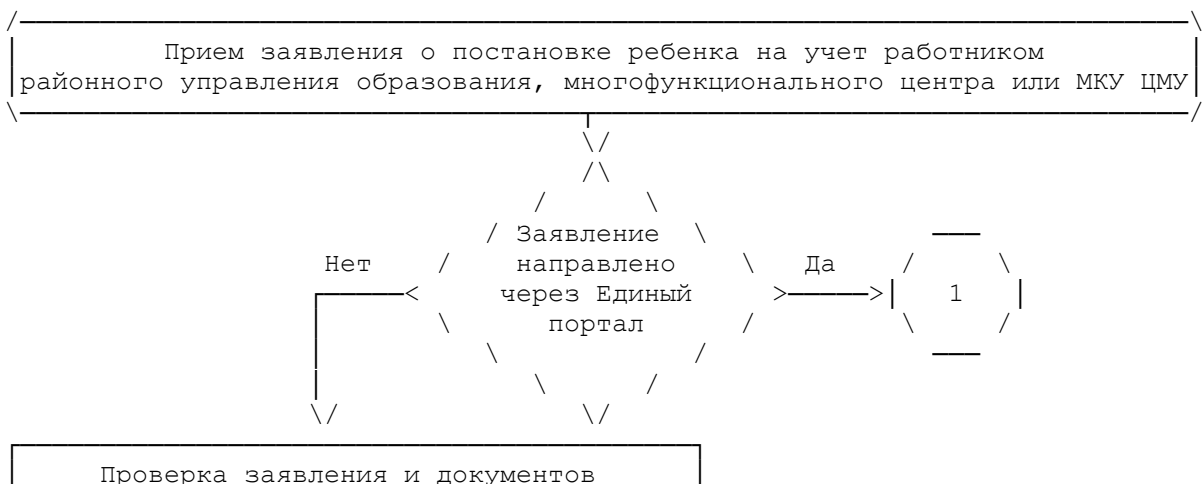 Прием заявления о постановке ребенка на учет работником
районного управления образования, многофункционального центра или МКУ ЦМУ
Заявление
Нет направлено Да
через Единый 1
портал
Проверка заявления и документов